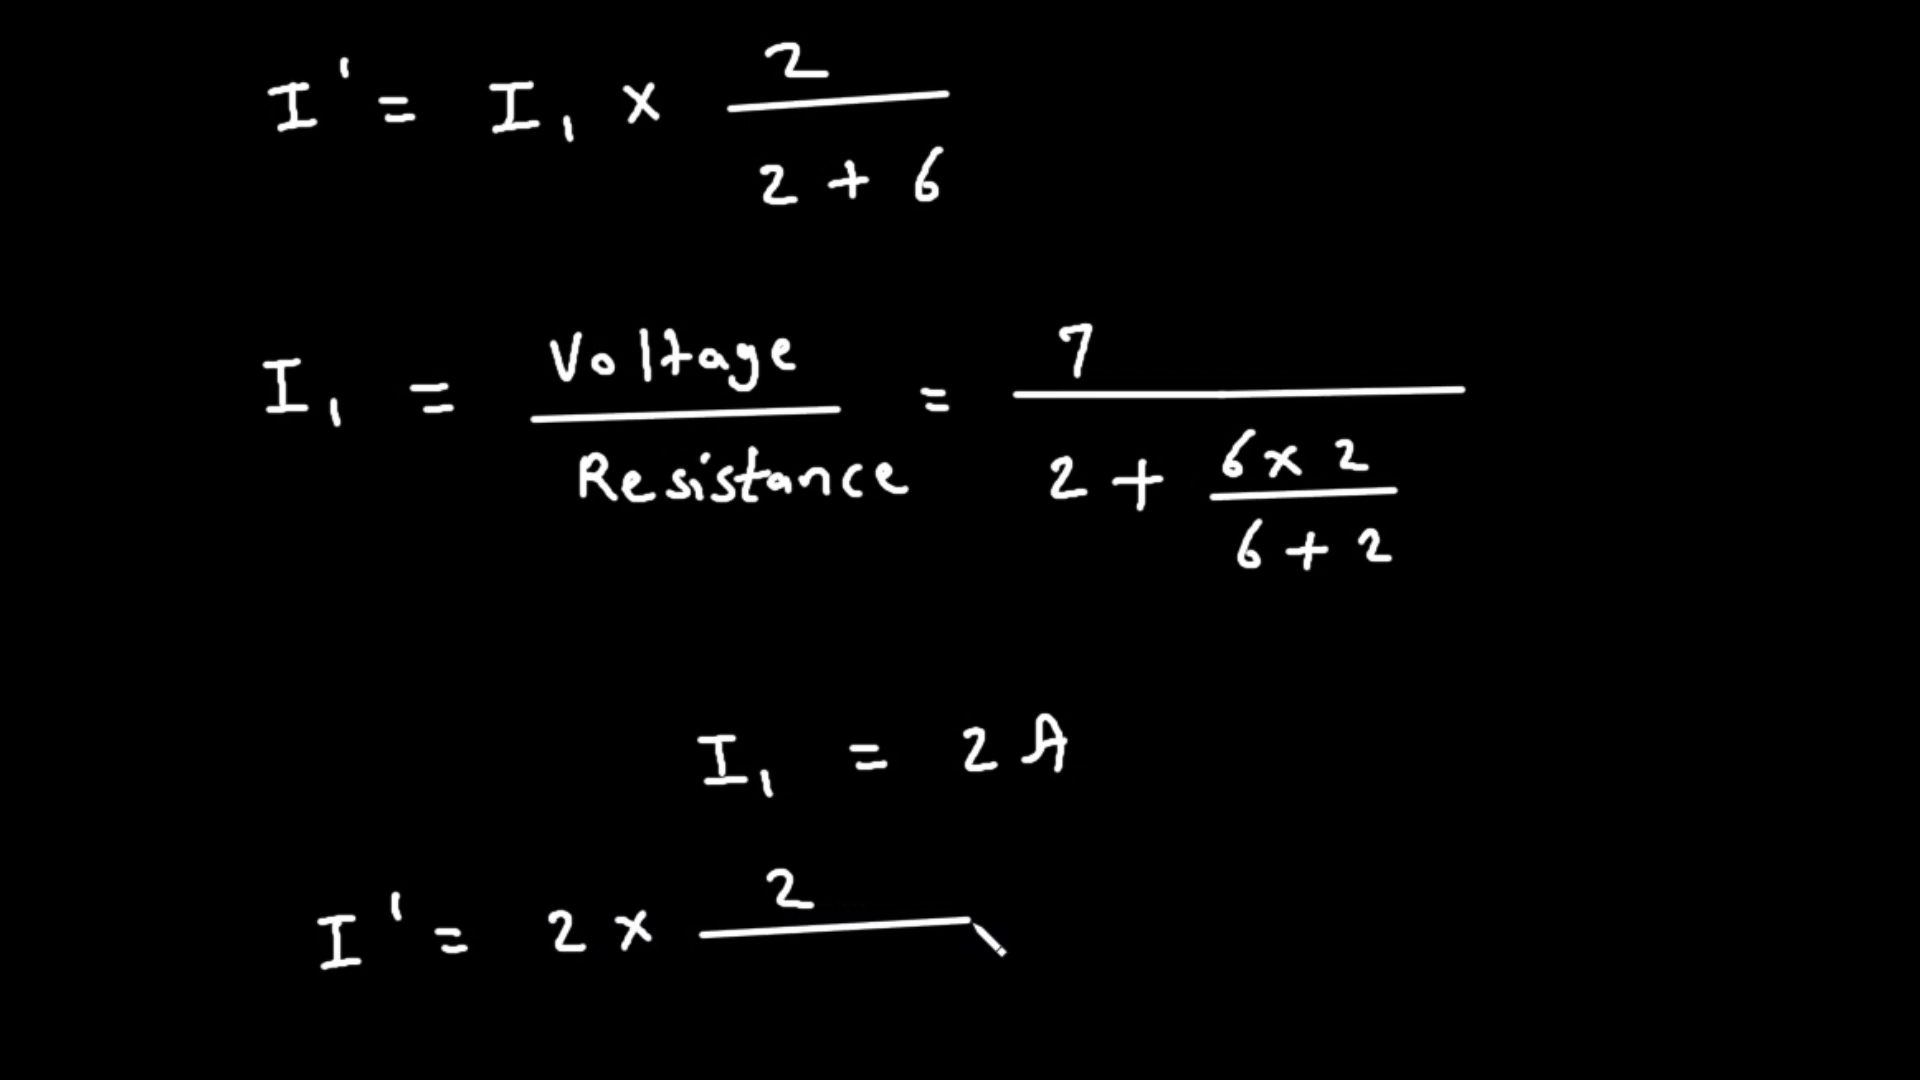 I' = I₁ × 2 / (2 + 6)
I₁ = Voltage / Resistance = 7 / (2 + (6 × 2) / (6 + 2))
I₁ = 2 A
I' = 2 × 2 /